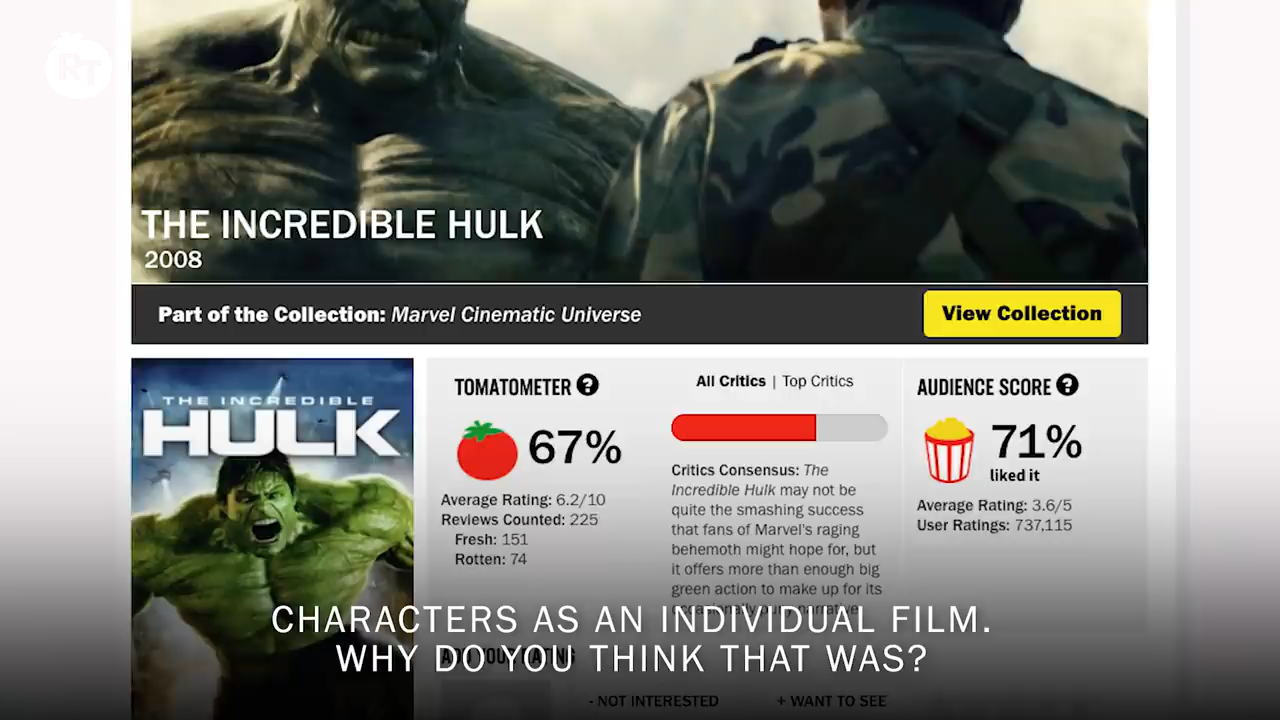 RT
THE INCREDIBLE HULK
2008
Part of the Collection: Marvel Cinematic Universe
View Collection
THE INCREDIBLE
HULK
TOMATOMETER ?
67%
Average Rating: 6.2/10
Reviews Counted: 225
Fresh: 151
Rotten: 74
All Critics | Top Critics
Critics Consensus: The
Incredible Hulk may not be
quite the smashing success
that fans of Marvel's raging
behemoth might hope for, but
it offers more than enough big
green action to make up for its
AUDIENCE SCORE ?
71%
liked it
Average Rating: 3.6/5
User Ratings: 737,115
CHARACTERS AS AN INDIVIDUAL FILM.
WHY DO YOU THINK THAT WAS?
- NOT INTERESTED
+ WANT TO SEE